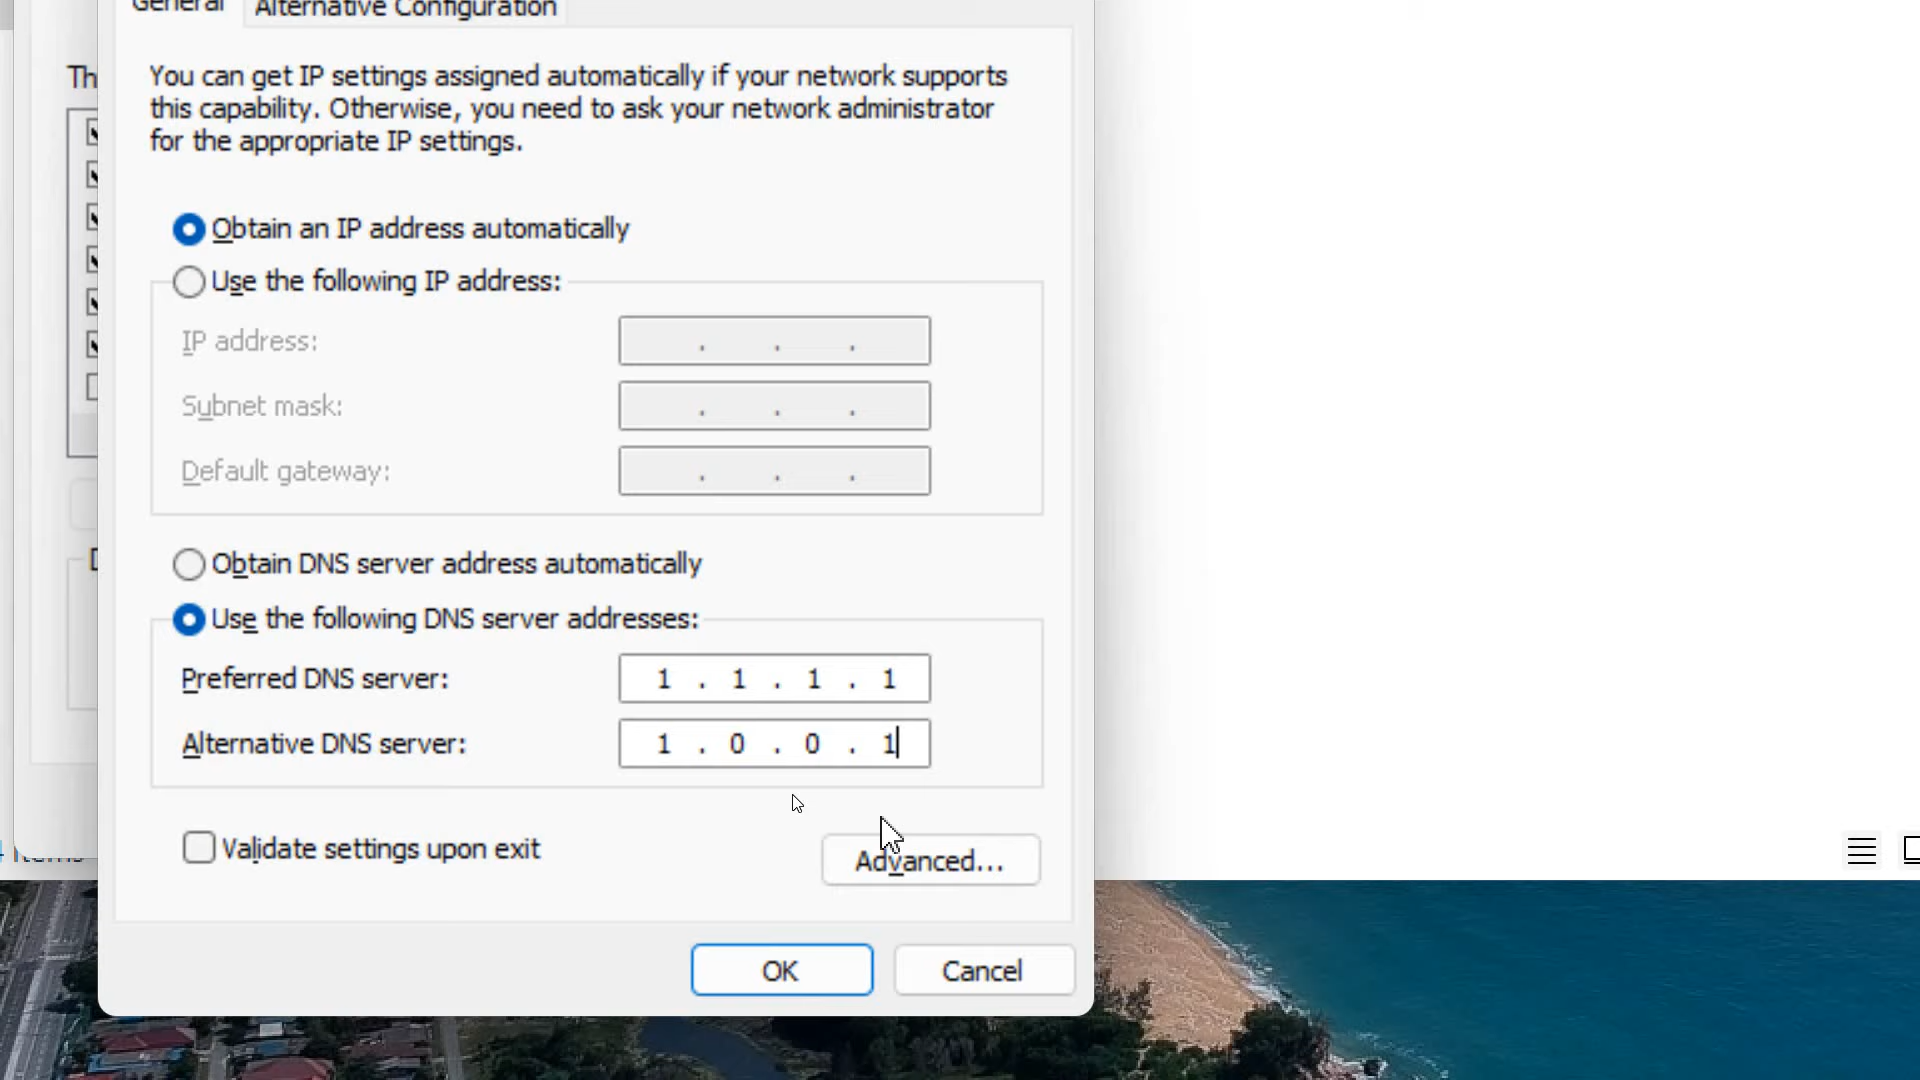 General
Alternative Configuration
Th
You can get IP settings assigned automatically if your network supports
this capability. Otherwise, you need to ask your network administrator
for the appropriate IP settings.
Obtain an IP address automatically
Use the following IP address:
IP address: . . .
Subnet mask: . . .
Default gateway: . . .
D
Obtain DNS server address automatically
Use the following DNS server addresses:
Preferred DNS server: 1 . 1 . 1 . 1
Alternative DNS server: 1 . 0 . 0 . 1
Validate settings upon exit
Advanced...
items
OK
Cancel